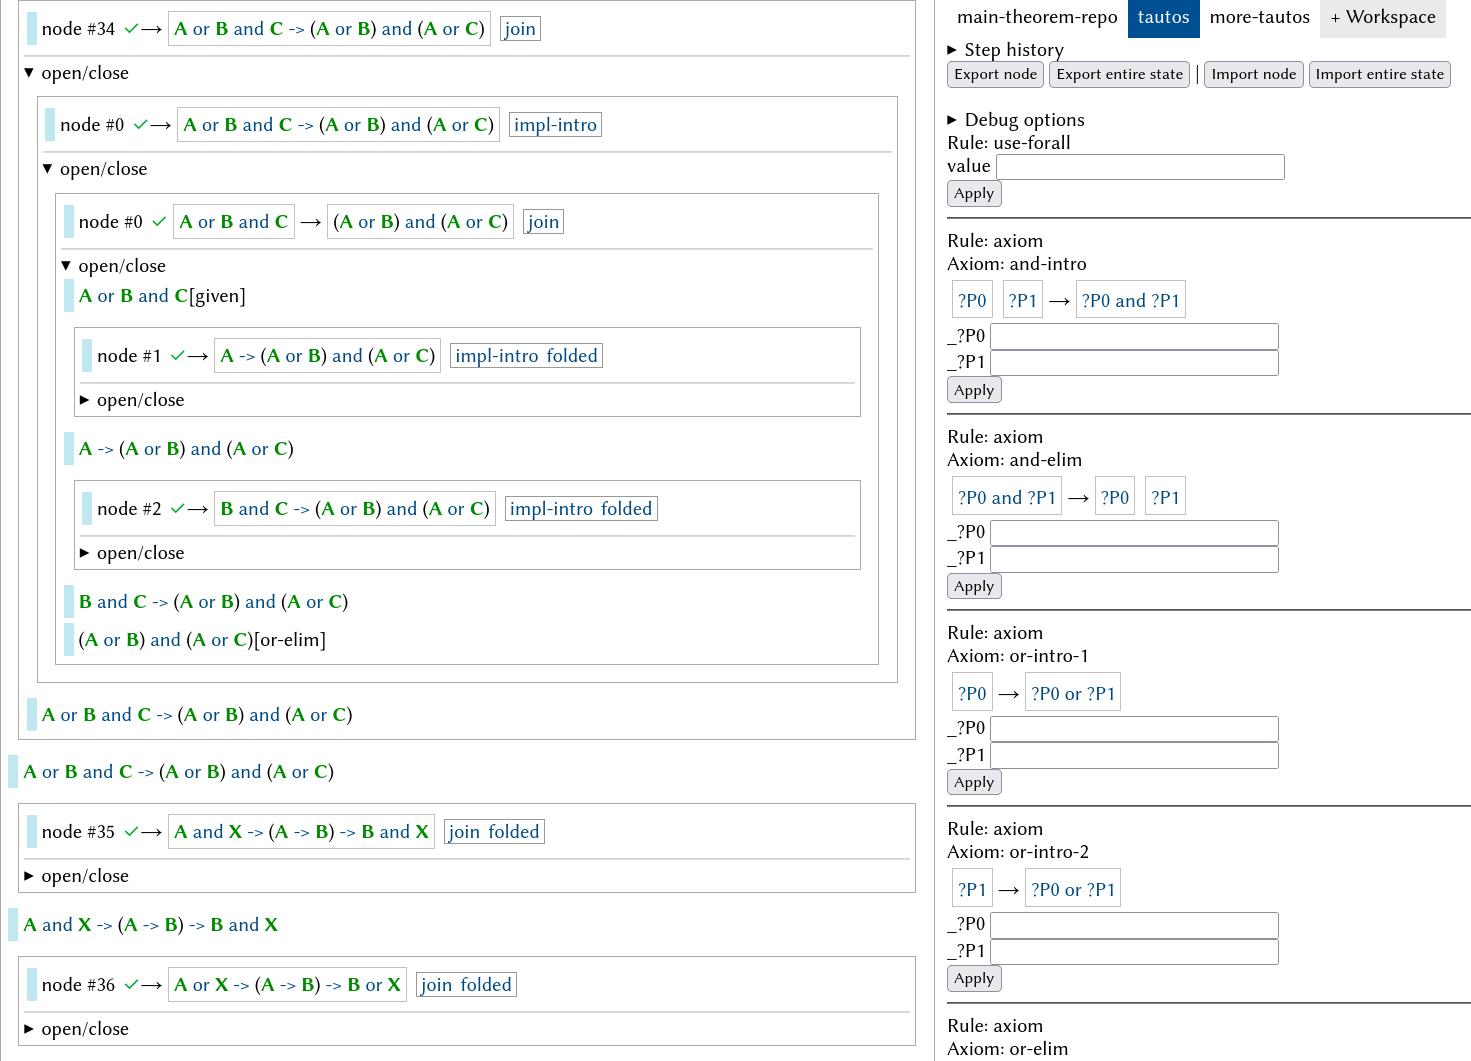 node #34 ✓→ A or B and C -> (A or B) and (A or C) join
▼ open/close
node #0 ✓→ A or B and C -> (A or B) and (A or C) impl-intro
▼ open/close
node #0 ✓ A or B and C → (A or B) and (A or C) join
▼ open/close
A or B and C[given]
node #1 ✓→ A -> (A or B) and (A or C) impl-intro folded
► open/close
A -> (A or B) and (A or C)
node #2 ✓→ B and C -> (A or B) and (A or C) impl-intro folded
► open/close
B and C -> (A or B) and (A or C)
(A or B) and (A or C)[or-elim]
A or B and C -> (A or B) and (A or C)
A or B and C -> (A or B) and (A or C)
node #35 ✓→ A and X -> (A -> B) -> B and X join folded
► open/close
A and X -> (A -> B) -> B and X
node #36 ✓→ A or X -> (A -> B) -> B or X join folded
► open/close
main-theorem-repo tautos more-tautos + Workspace
► Step history
Export node Export entire state | Import node Import entire state
► Debug options
Rule: use-forall
value
Apply
Rule: axiom
Axiom: and-intro
?P0 ?P1 → ?P0 and ?P1
_?P0
_?P1
Apply
Rule: axiom
Axiom: and-elim
?P0 and ?P1 → ?P0 ?P1
_?P0
_?P1
Apply
Rule: axiom
Axiom: or-intro-1
?P0 → ?P0 or ?P1
_?P0
_?P1
Apply
Rule: axiom
Axiom: or-intro-2
?P1 → ?P0 or ?P1
_?P0
_?P1
Apply
Rule: axiom
Axiom: or-elim